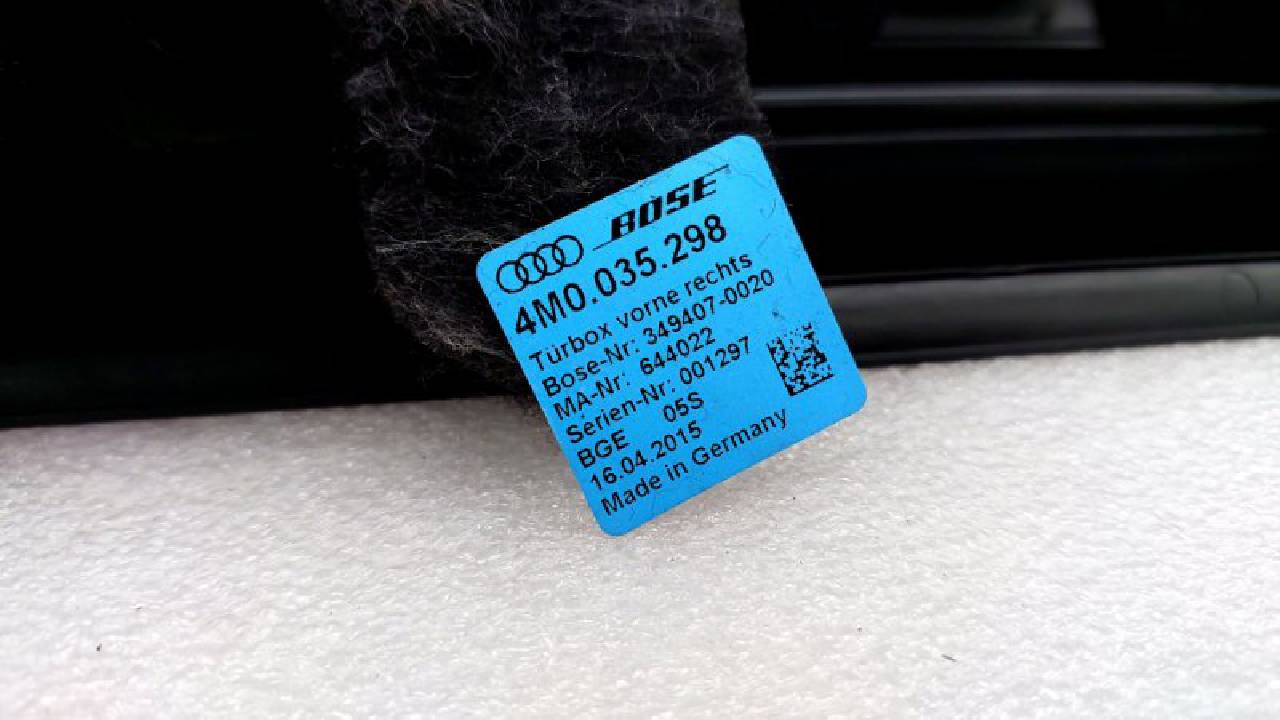 BOSE
4M0.035.298
Türbox vorne rechts
Bose-Nr: 349407-0020
MA-Nr: 644022
Serien-Nr: 001297
BGE 05S
16.04.2015
Made in Germany